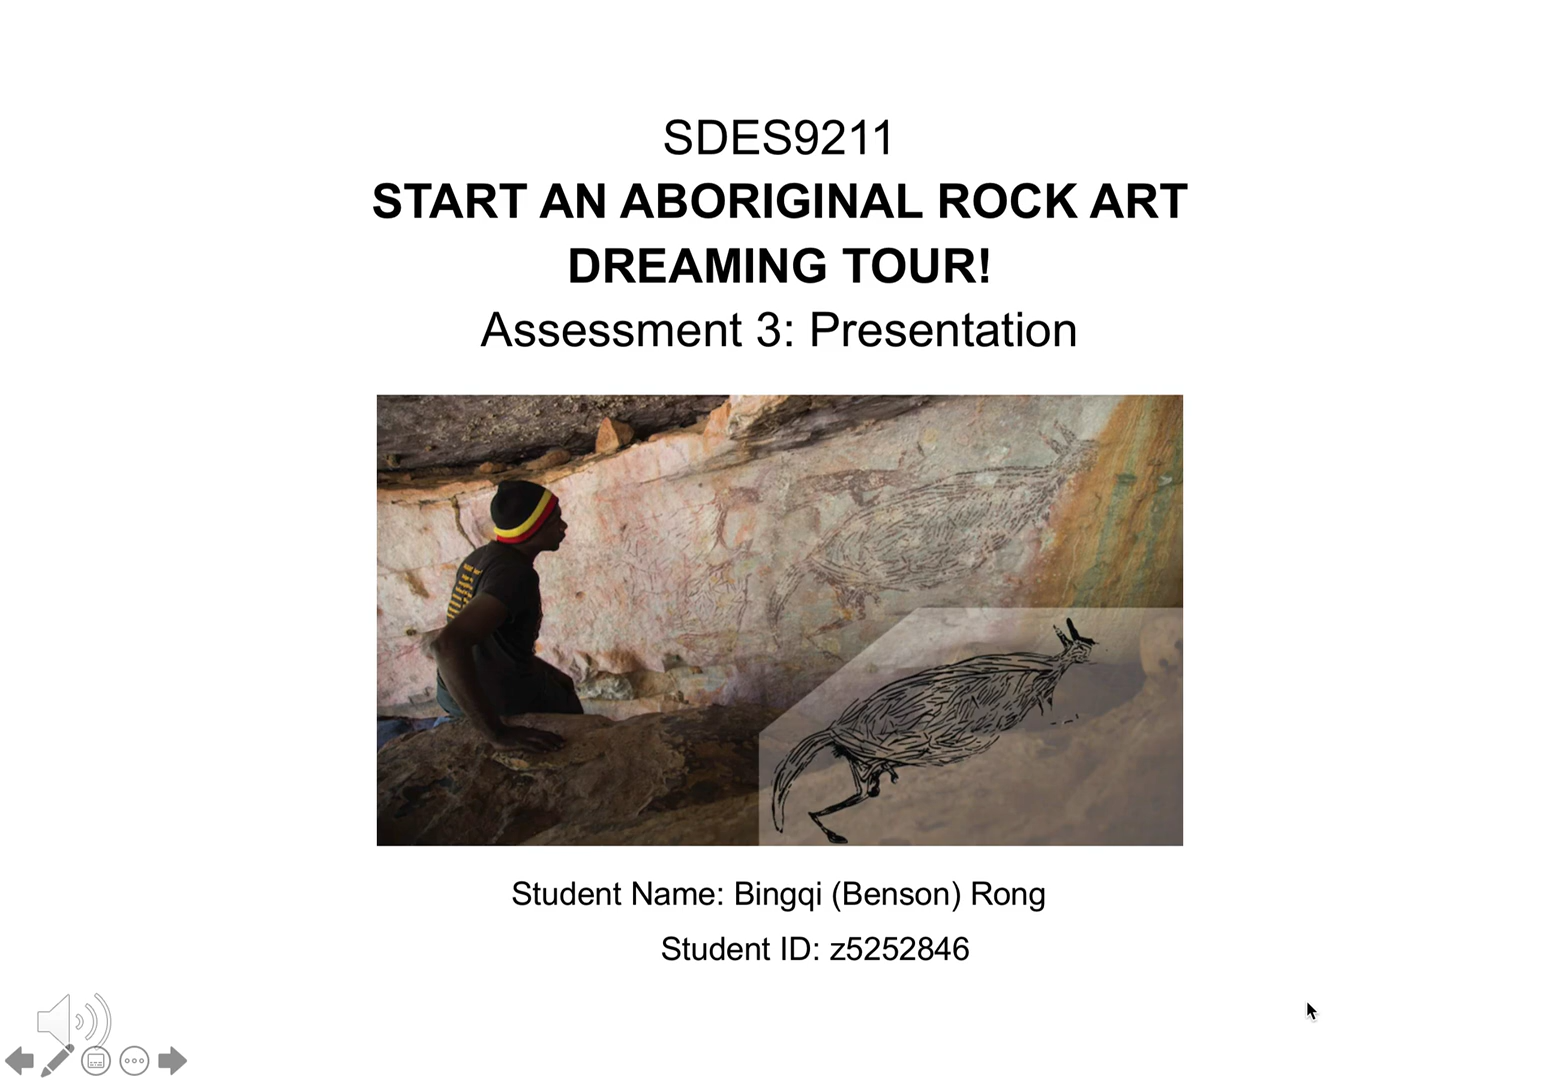 SDES9211
START AN ABORIGINAL ROCK ART
DREAMING TOUR!
Assessment 3: Presentation
Student Name: Bingqi (Benson) Rong
Student ID: z5252846